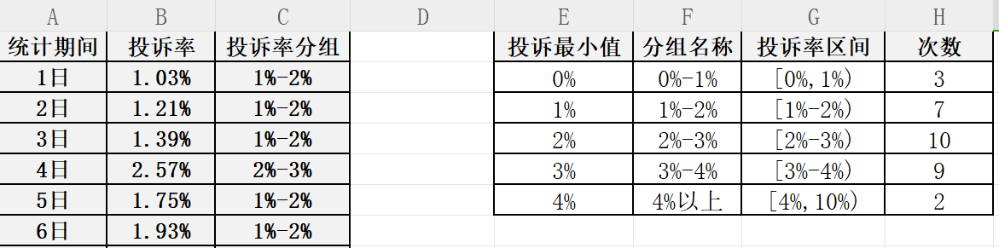 A B C D E F G H
统计期间 投诉率 投诉率分组 投诉最小值 分组名称 投诉率区间 次数
1日 1.03% 1%-2% 0% 0%-1% [0%,1%) 3
2日 1.21% 1%-2% 1% 1%-2% [1%-2%) 7
3日 1.39% 1%-2% 2% 2%-3% [2%-3%) 10
4日 2.57% 2%-3% 3% 3%-4% [3%-4%) 9
5日 1.75% 1%-2% 4% 4%以上 [4%,10%) 2
6日 1.93% 1%-2%